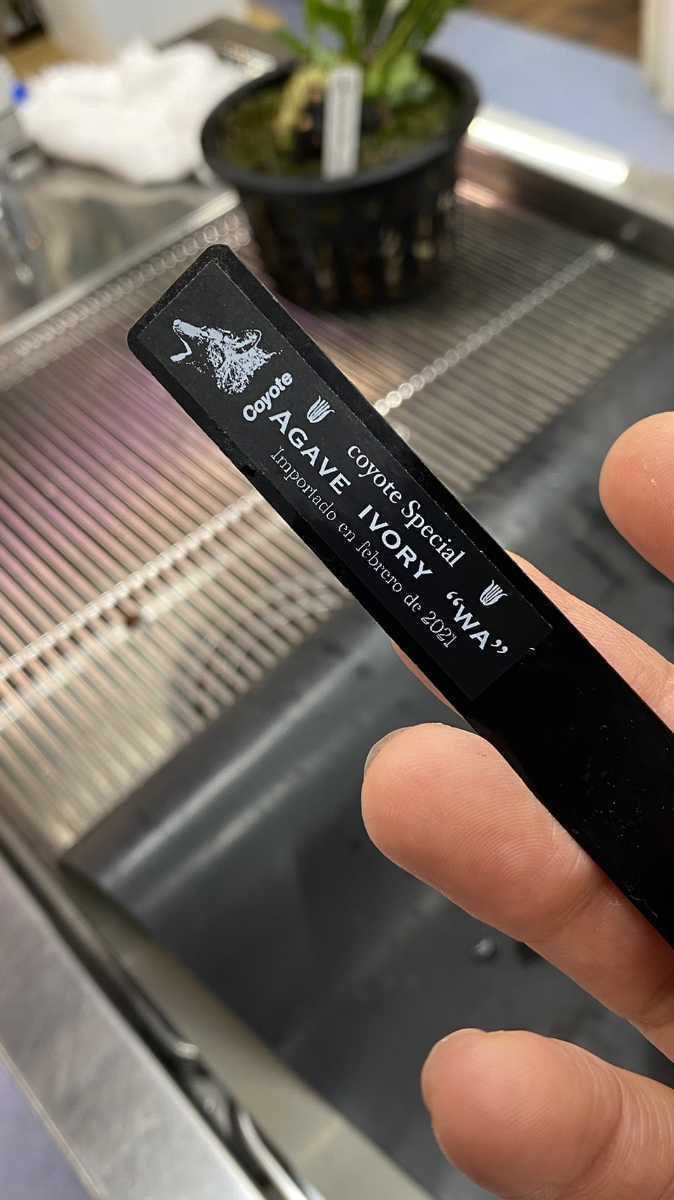 Coyote
coyote Special
AGAVE IVORY “WA”
Importado en febrero de 2021